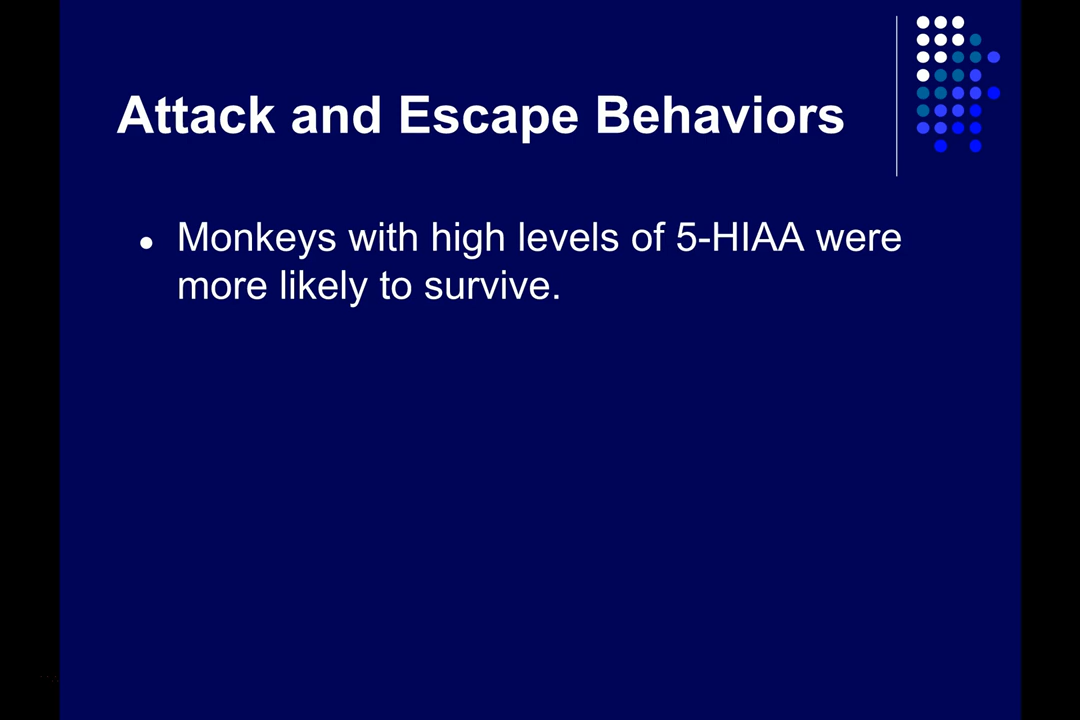 Attack and Escape Behaviors
● Monkeys with high levels of 5-HIAA were
more likely to survive.